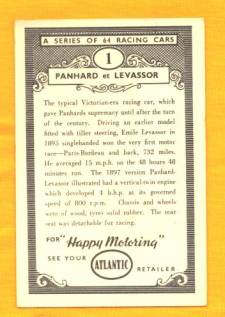 A SERIES OF 64 RACING CARS
1
PANHARD et LEVASSOR
The typical Victorian-era racing car, which
gave Panhards supremacy until after the turn
of the century. Driving an earlier model
fitted with tiller steering, Emile Levassor in
1895 singlehanded won the very first motor
race—Paris-Bordeau and back, 732 miles.
He averaged 15 m.p.h. on the 48 hours 48
minutes run. The 1897 version Panhard-
Levassor illustrated had a vertical-twin engine
which developed 4 b.h.p. at its governed
speed of 800 r.p.m. Chassis and wheels
were of wood, tyres solid rubber. The rear
seat was detachable for racing.
FOR "Happy Motoring"
SEE YOUR ATLANTIC RETAILER